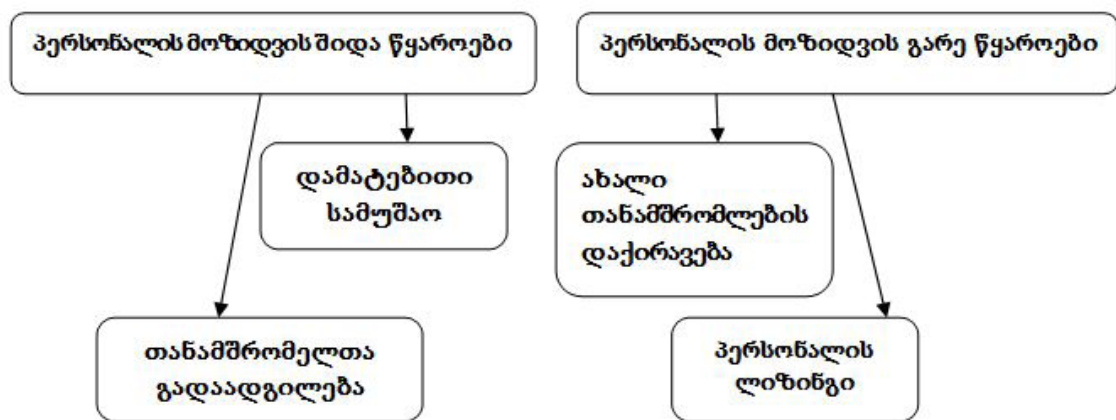 პერსონალის მოზიდვის შიდა წყაროები
პერსონალის მოზიდვის გარე წყაროები
დამატებითი
სამუშაო
ახალი
თანამშრომლების
დაქირავება
თანამშრომელთა
გადაადგილება
პერსონალის
ლიზინგი